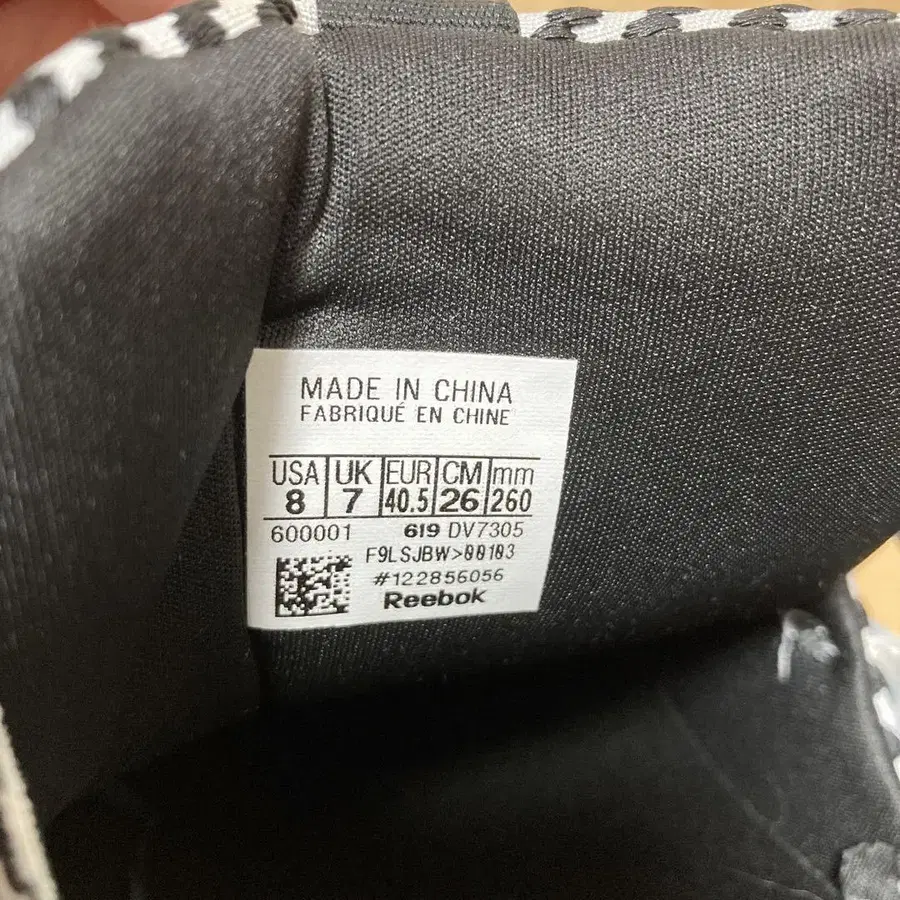 MADE IN CHINA
FABRIQUÉ EN CHINE
USA UK EUR CM mm
8 7 40.5 26 260
600001 619 DV7305
F9LSJBW>00103
#122856056
Reebok